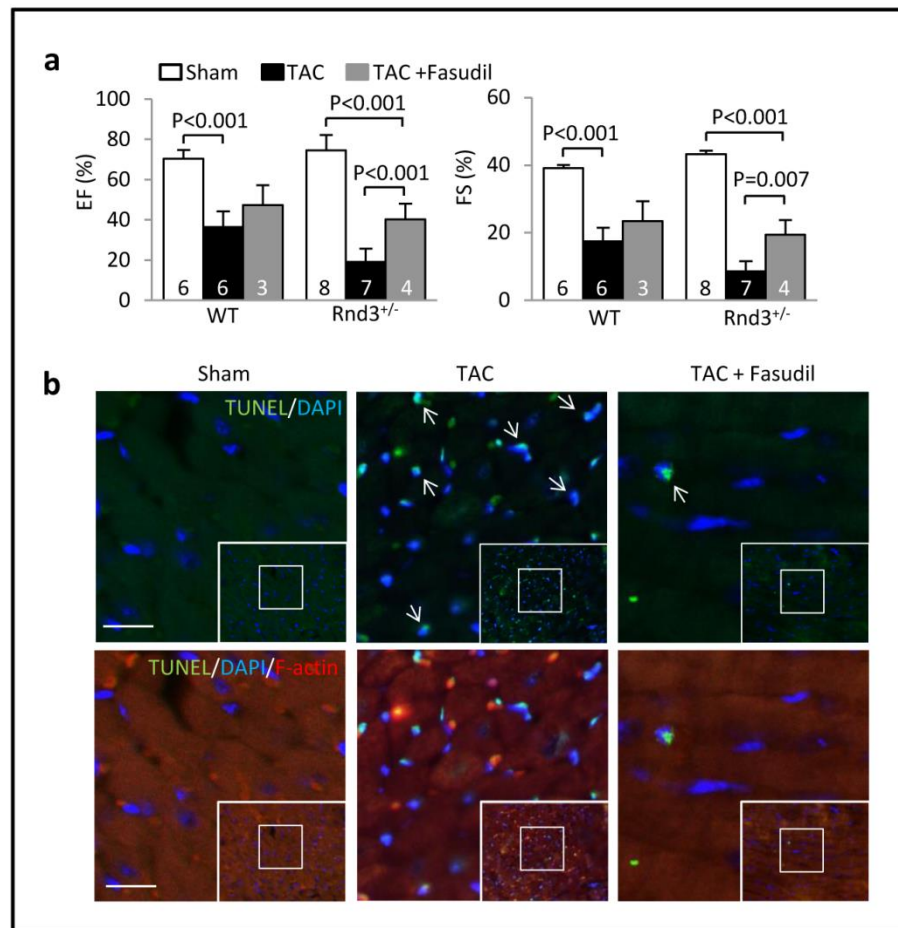 a
Sham TAC TAC +Fasudil
100
80
60
40
20
0
EF (%)
P<0.001
P<0.001
P<0.001
6 6 3 8 7 4
WT Rnd3+/-
60
40
20
0
FS (%)
P<0.001
P<0.001
P=0.007
6 6 3 8 7 4
WT Rnd3+/-
b
Sham TAC TAC + Fasudil
TUNEL/DAPI
TUNEL/DAPI/F-actin